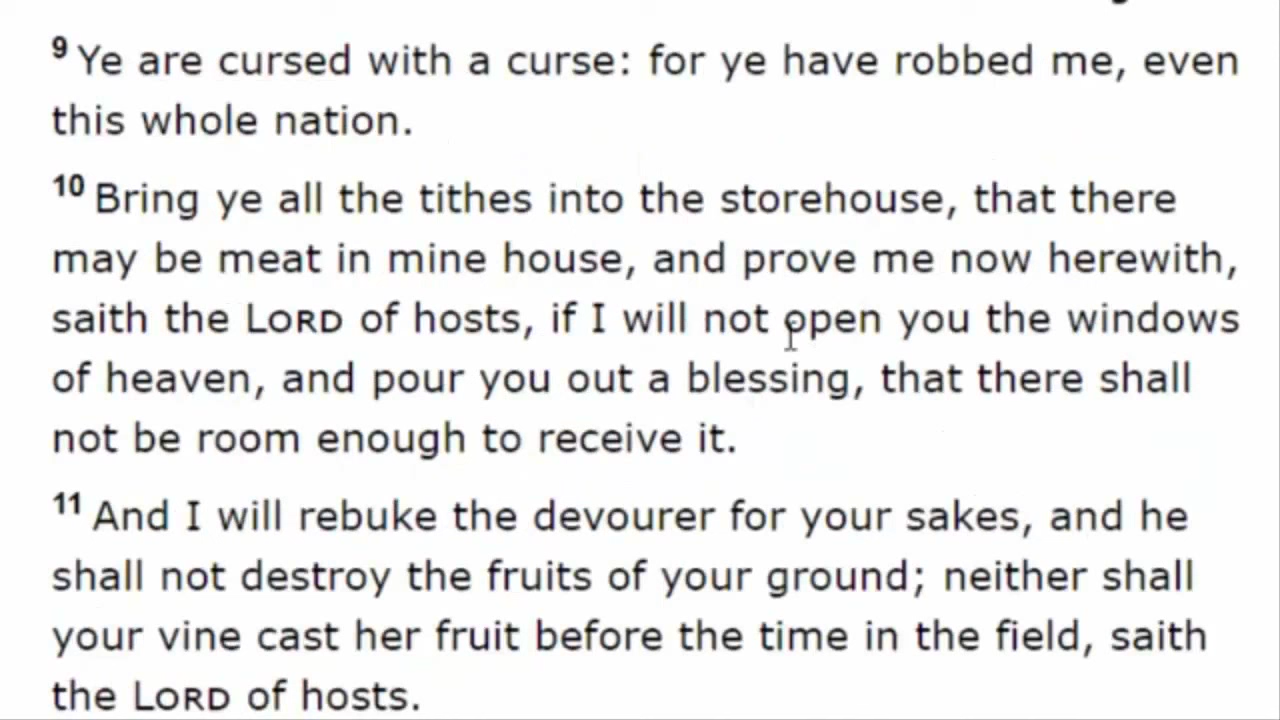 9 Ye are cursed with a curse: for ye have robbed me, even
this whole nation.
10 Bring ye all the tithes into the storehouse, that there
may be meat in mine house, and prove me now herewith,
saith the LORD of hosts, if I will not open you the windows
of heaven, and pour you out a blessing, that there shall
not be room enough to receive it.
11 And I will rebuke the devourer for your sakes, and he
shall not destroy the fruits of your ground; neither shall
your vine cast her fruit before the time in the field, saith
the LORD of hosts.